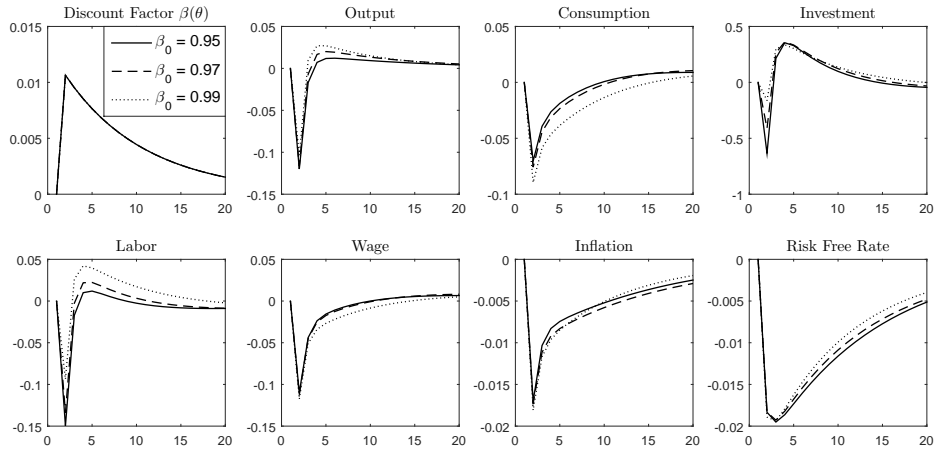 Discount Factor β(θ)
0.015
0.01
0.005
0
0 5 10 15 20
β0 = 0.95
β0 = 0.97
β0 = 0.99
Output
0.05
0
-0.05
-0.1
-0.15
0 5 10 15 20
Consumption
0.1
0.05
0
-0.05
-0.1
0 5 10 15 20
Investment
0.5
0
-0.5
-1
0 5 10 15 20
Labor
0.05
0
-0.05
-0.1
-0.15
0 5 10 15 20
Wage
0.05
0
-0.05
-0.1
-0.15
0 5 10 15 20
Inflation
0
-0.005
-0.01
-0.015
-0.02
0 5 10 15 20
Risk Free Rate
0
-0.005
-0.01
-0.015
-0.02
0 5 10 15 20